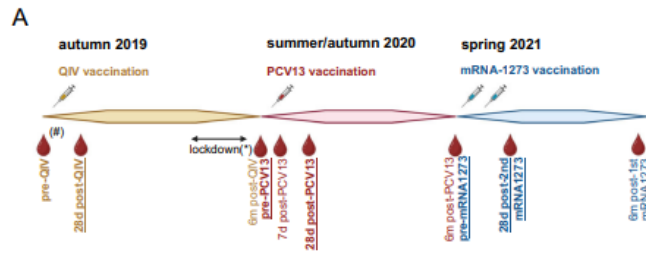 A
autumn 2019
summer/autumn 2020
spring 2021
QIV vaccination
PCV13 vaccination
mRNA-1273 vaccination
(#)
lockdown(*)
pre-QIV
28d post-QIV
6m post-QIV
pre-PCV13
7d post-PCV13
28d post-PCV13
6m post-PCV13
pre-mRNA1273
28d post-2nd
mRNA1273
6m post-1st
mRNA1273